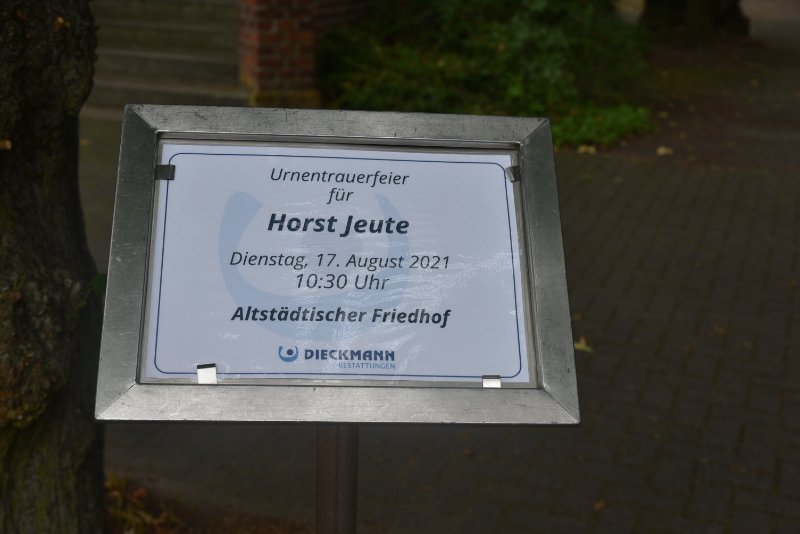 Urnentrauerfeier
für
Horst Jeute
Dienstag, 17. August 2021
10:30 Uhr
Altstädtischer Friedhof
DIECKMANN
BESTATTUNGEN